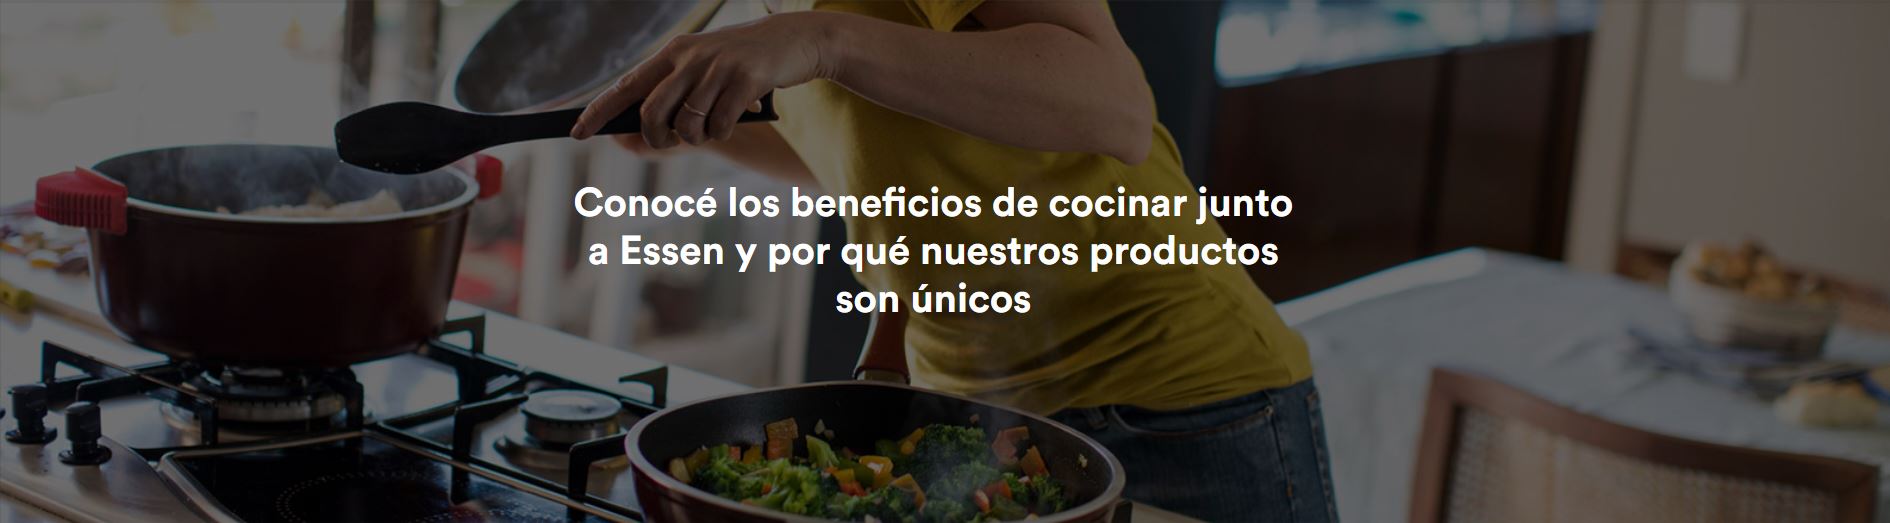 Conocé los beneficios de cocinar junto
a Essen y por qué nuestros productos
son únicos